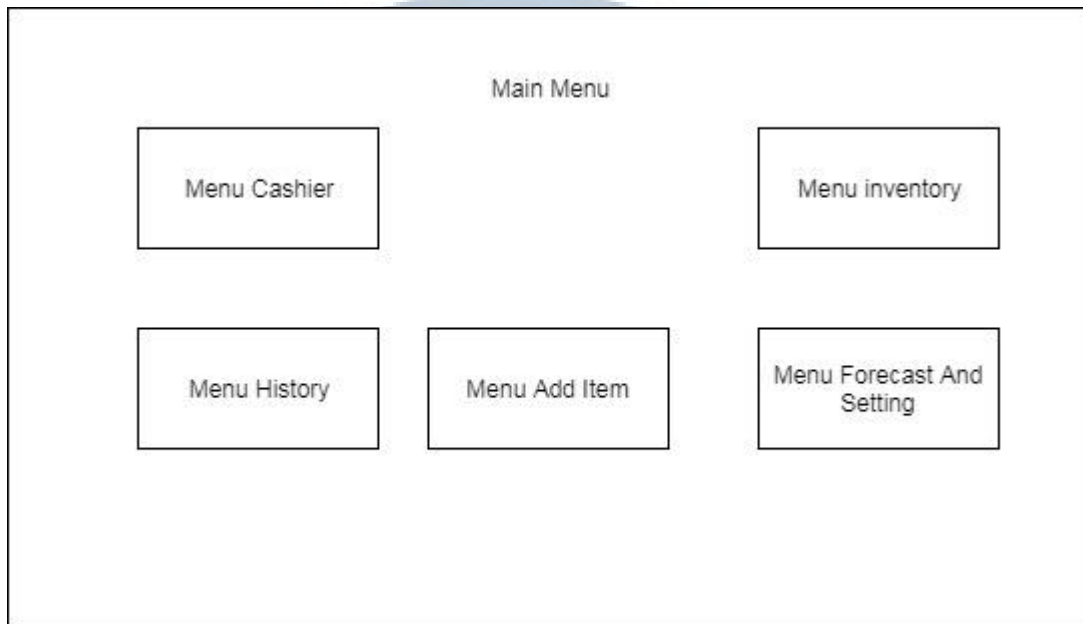 Main Menu
Menu Cashier
Menu inventory
Menu History
Menu Add Item
Menu Forecast And
Setting